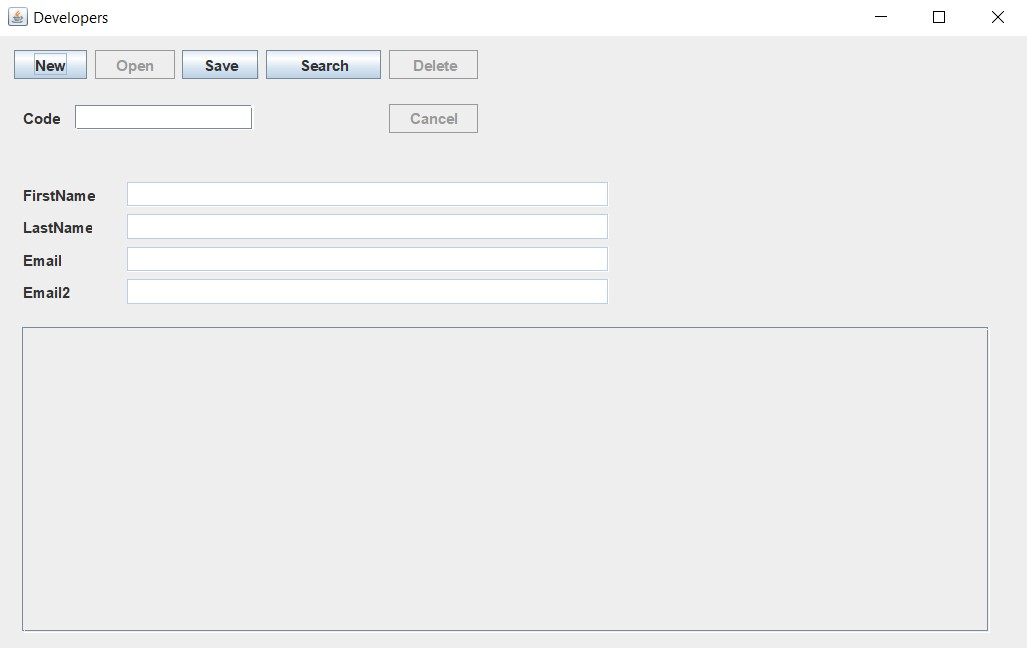 Developers
New Open Save Search Delete
Code Cancel
FirstName
LastName
Email
Email2